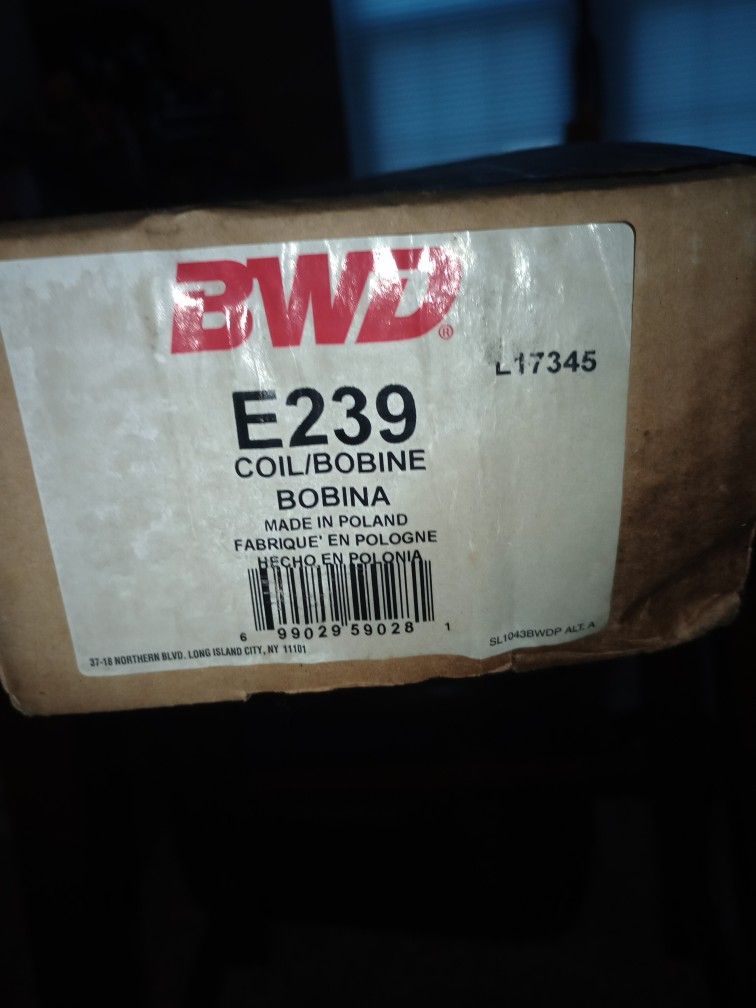 BWD®
L17345
E239
COIL/BOBINE
BOBINA
MADE IN POLAND
FABRIQUE' EN POLOGNE
HECHO EN POLONIA
6 99029 59028 1
SL1043BWDP ALT. A
37-18 NORTHERN BLVD. LONG ISLAND CITY, NY 11101